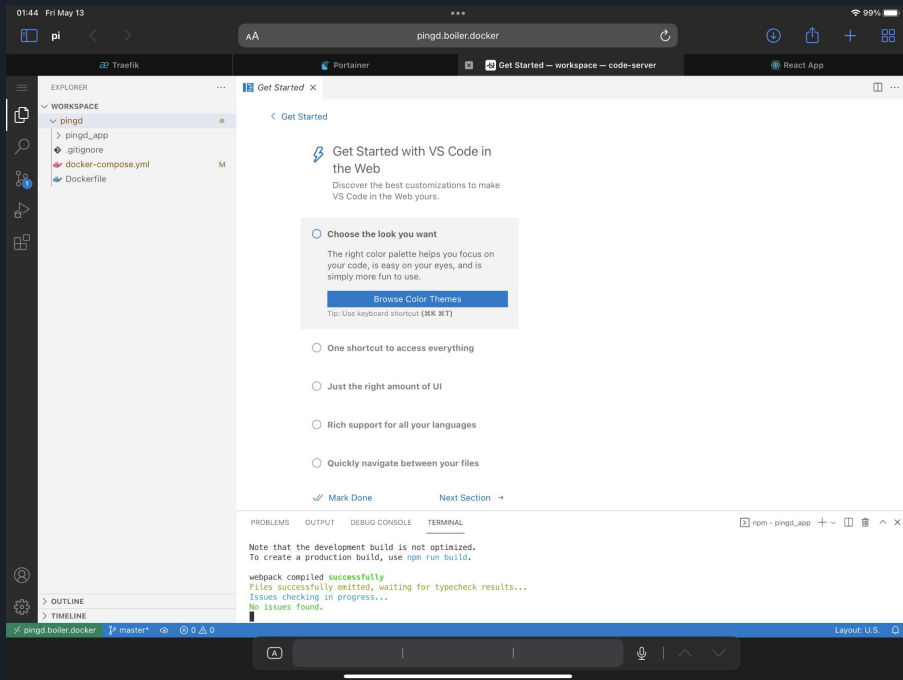 01:44 Fri May 13
99%
pi
AA
pingd.boiler.docker
Traefik
Portainer
Get Started — workspace — code-server
React App
EXPLORER
Get Started
WORKSPACE
pingd
pingd_app
.gitignore
docker-compose.yml M
Dockerfile
1
Get Started
Get Started with VS Code in
the Web
Discover the best customizations to make
VS Code in the Web yours.
Choose the look you want
The right color palette helps you focus on
your code, is easy on your eyes, and is
simply more fun to use.
Browse Color Themes
Tip: Use keyboard shortcut (⌘K ⌘T)
One shortcut to access everything
Just the right amount of UI
Rich support for all your languages
Quickly navigate between your files
Mark Done
Next Section →
PROBLEMS OUTPUT DEBUG CONSOLE TERMINAL
npm - pingd_app
Note that the development build is not optimized.
To create a production build, use npm run build.
webpack compiled successfully
Files successfully emitted, waiting for typecheck results...
Issues checking in progress...
No issues found.
OUTLINE
TIMELINE
pingd.boiler.docker master* 0 0
Layout: U.S.
A